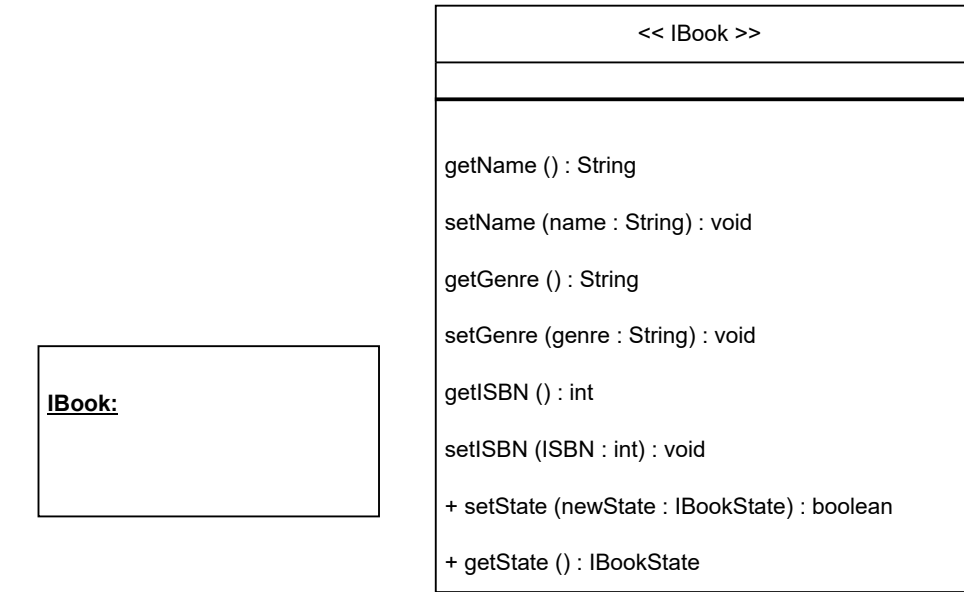 << IBook >>
getName () : String
setName (name : String) : void
getGenre () : String
setGenre (genre : String) : void
getISBN () : int
setISBN (ISBN : int) : void
+ setState (newState : IBookState) : boolean
+ getState () : IBookState
IBook: